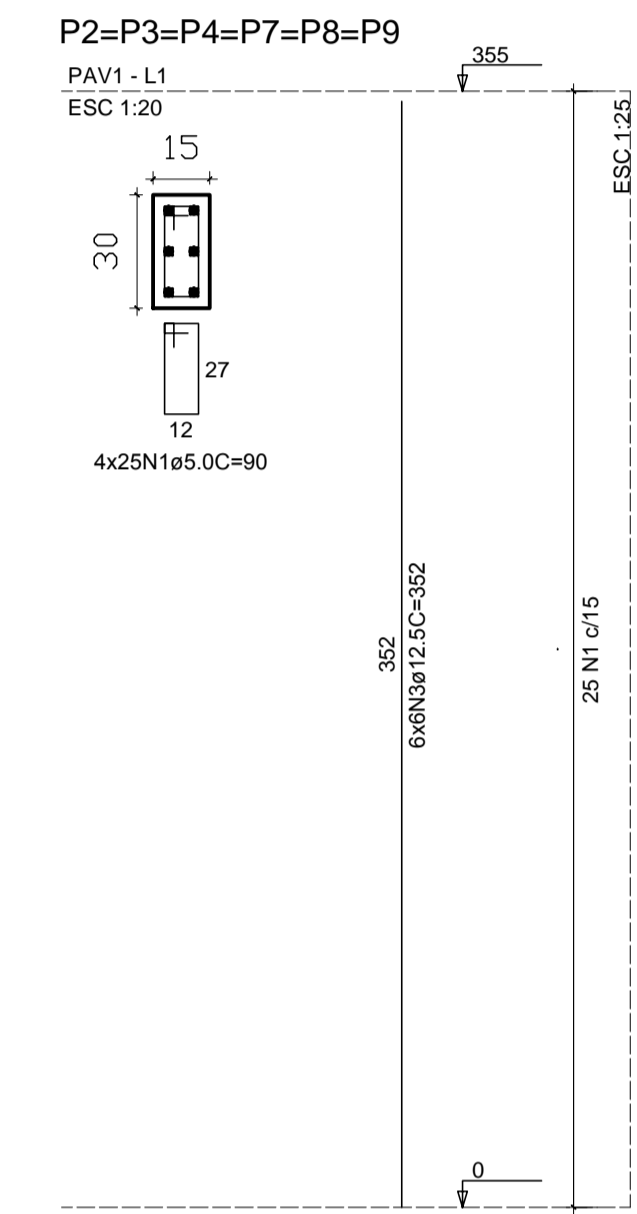 P2=P3=P4=P7=P8=P9
PAV1 - L1
355
ESC 1:20
ESC 1:25
15
30
27
12
4x25N1ø5.0C=90
352
6x6N3ø12.5C=352
25 N1 c/15
0